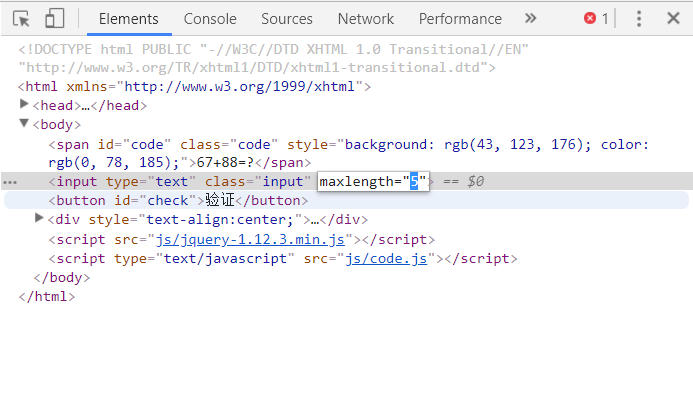 Elements Console Sources Network Performance » 1
<!DOCTYPE html PUBLIC "-//W3C//DTD XHTML 1.0 Transitional//EN"
"http://www.w3.org/TR/xhtml1/DTD/xhtml1-transitional.dtd">
<html xmlns="http://www.w3.org/1999/xhtml">
<head>…</head>
<body>
<span id="code" class="code" style="background: rgb(43, 123, 176); color:
rgb(0, 78, 185);">67+88=?</span>
<input type="text" class="input" maxlength="5"> == $0
<button id="check">验证</button>
<div style="text-align:center;">…</div>
<script src="js/jquery-1.12.3.min.js"></script>
<script type="text/javascript" src="js/code.js"></script>
</body>
</html>